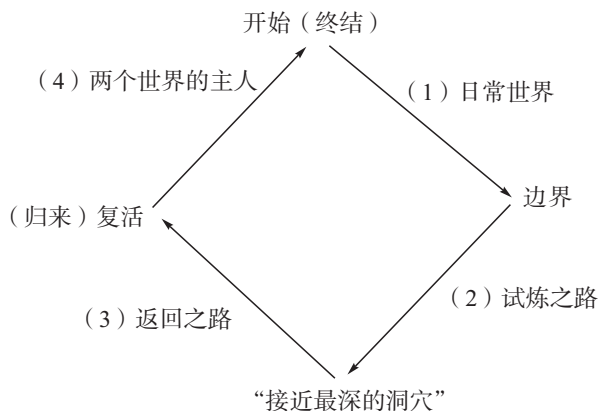 开始（终结）
（4）两个世界的主人
（1）日常世界
（归来）复活
边界
（3）返回之路
（2）试炼之路
“接近最深的洞穴”